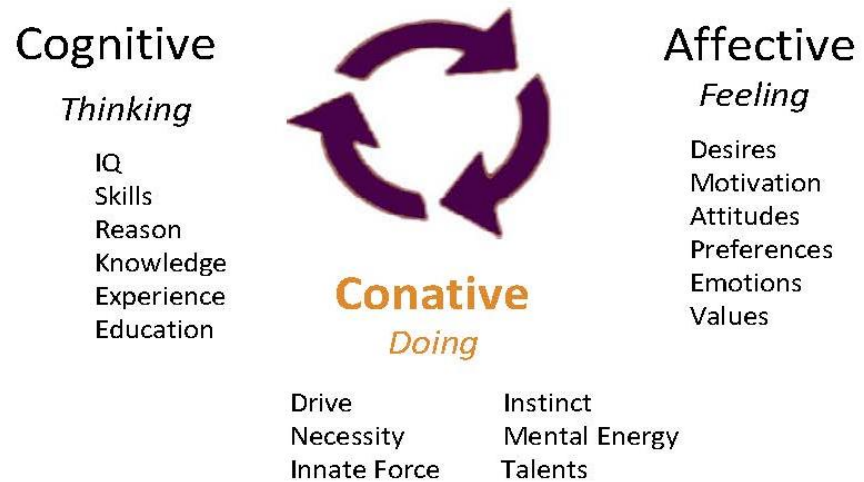 Cognitive
Thinking
IQ
Skills
Reason
Knowledge
Experience
Education
Affective
Feeling
Desires
Motivation
Attitudes
Preferences
Emotions
Values
Conative
Doing
Drive
Necessity
Innate Force
Instinct
Mental Energy
Talents